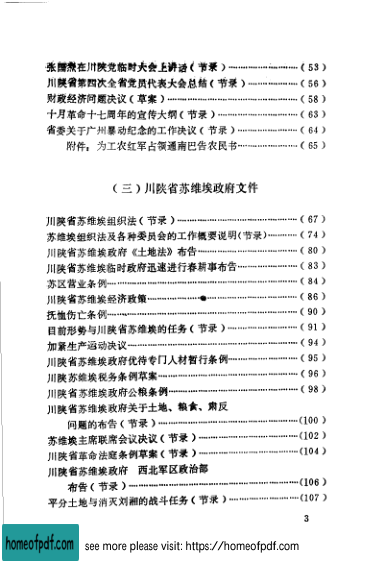 张国焘在川陕党临时大会上讲话(节录)……………(53)
川陕省第四次全省党员代表大会总结(节录)…………(56)
财政经济问题决议(草案)……………………………(58)
十月革命十七周年的宣传大纲(节录)………………(63)
省委关于广州暴动纪念的工作决议(节录)……………(64)
附件:为工农红军占领通南巴告农民书………………(65)
(三)川陕省苏维埃政府文件
川陕省苏维埃组织法(节录)…………………………(67)
苏维埃组织法及各种委员会的工作概要说明(节录)……(74)
川陕省苏维埃政府《土地法》布告……………………(80)
川陕省苏维埃临时政府迅速进行春耕事布告……………(83)
苏区营业条例……………………………………………(84)
川陕省苏维埃经济政策…………………………………(86)
抚恤伤亡条例……………………………………………(90)
目前形势与川陕省苏维埃的任务(节录)………………(91)
加紧生产运动决议………………………………………(94)
川陕省苏维埃政府优待专门人材暂行条例………………(95)
川陕苏维埃税务条例草案………………………………(96)
川陕省苏维埃政府公粮条例……………………………(98)
川陕省苏维埃政府关于土地、粮食、肃反
问题的布告(节录)……………………………………(100)
苏维埃主席联席会议决议(节录)……………………(102)
川陕省革命法庭条例草案(节录)……………………(104)
川陕省苏维埃政府 西北军区政治部
布告(节录)……………………………………………(106)
平分土地与消灭刘湘的战斗任务(节录)………………(107)
3
homeofpdf.com
see more please visit: https://homeofpdf.com